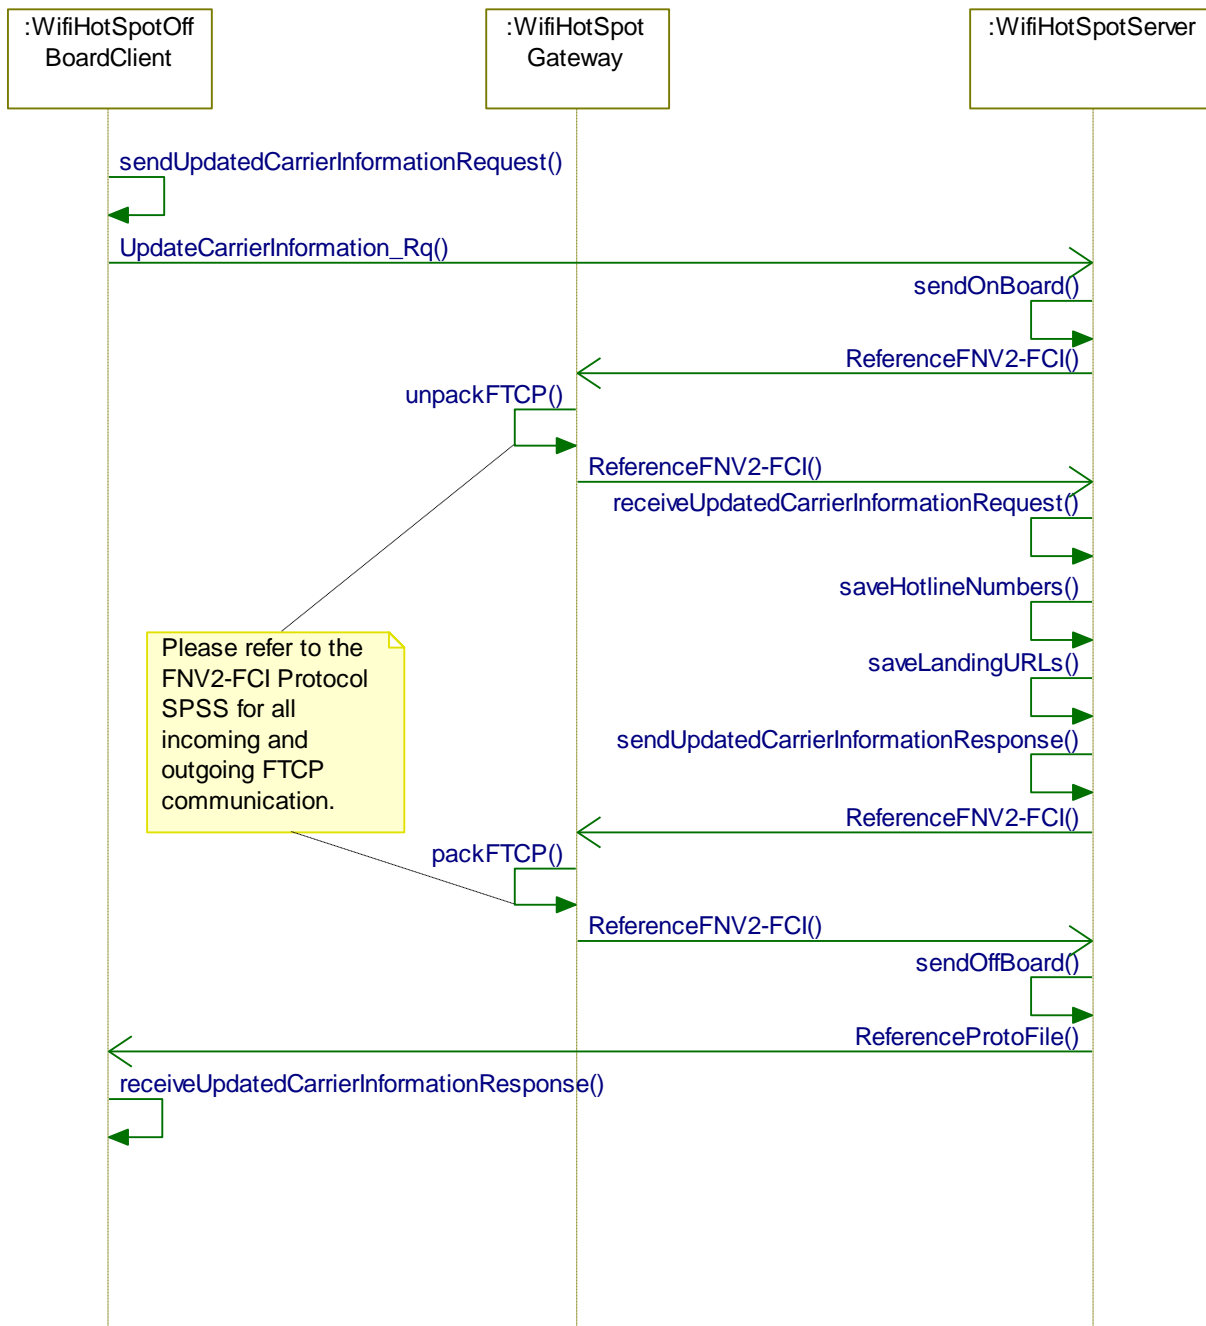 :WifiHotSpotOff
BoardClient
:WifiHotSpot
Gateway
:WifiHotSpotServer
sendUpdatedCarrierInformationRequest()
UpdateCarrierInformation_Rq()
sendOnBoard()
ReferenceFNV2-FCI()
unpackFTCP()
ReferenceFNV2-FCI()
receiveUpdatedCarrierInformationRequest()
saveHotlineNumbers()
Please refer to the
FNV2-FCI Protocol
SPSS for all
incoming and
outgoing FTCP
communication.
saveLandingURLs()
sendUpdatedCarrierInformationResponse()
ReferenceFNV2-FCI()
packFTCP()
ReferenceFNV2-FCI()
sendOffBoard()
ReferenceProtoFile()
receiveUpdatedCarrierInformationResponse()